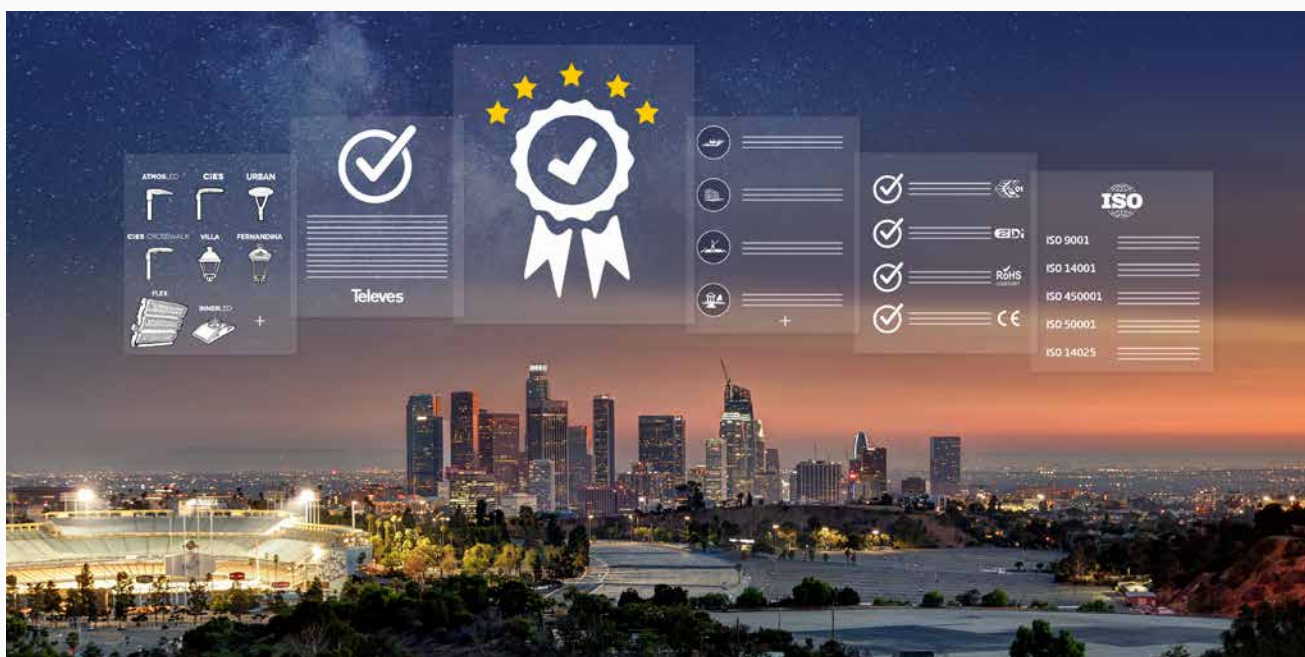 ATMOSLED
CIES
URBAN
CIES CROSSWALK
VILLA
FERNANDINA
FLEX
INNERLED
+
Televes
+
RoHS
CE
ISO
ISO 9001
ISO 14001
ISO 450001
ISO 50001
ISO 14025